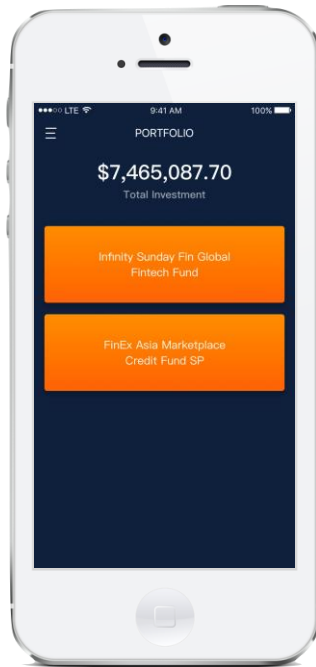 LTE
9:41 AM
100%
PORTFOLIO
$7,465,087.70
Total Investment
Infinity Sunday Fin Global
Fintech Fund
FinEx Asia Marketplace
Credit Fund SP